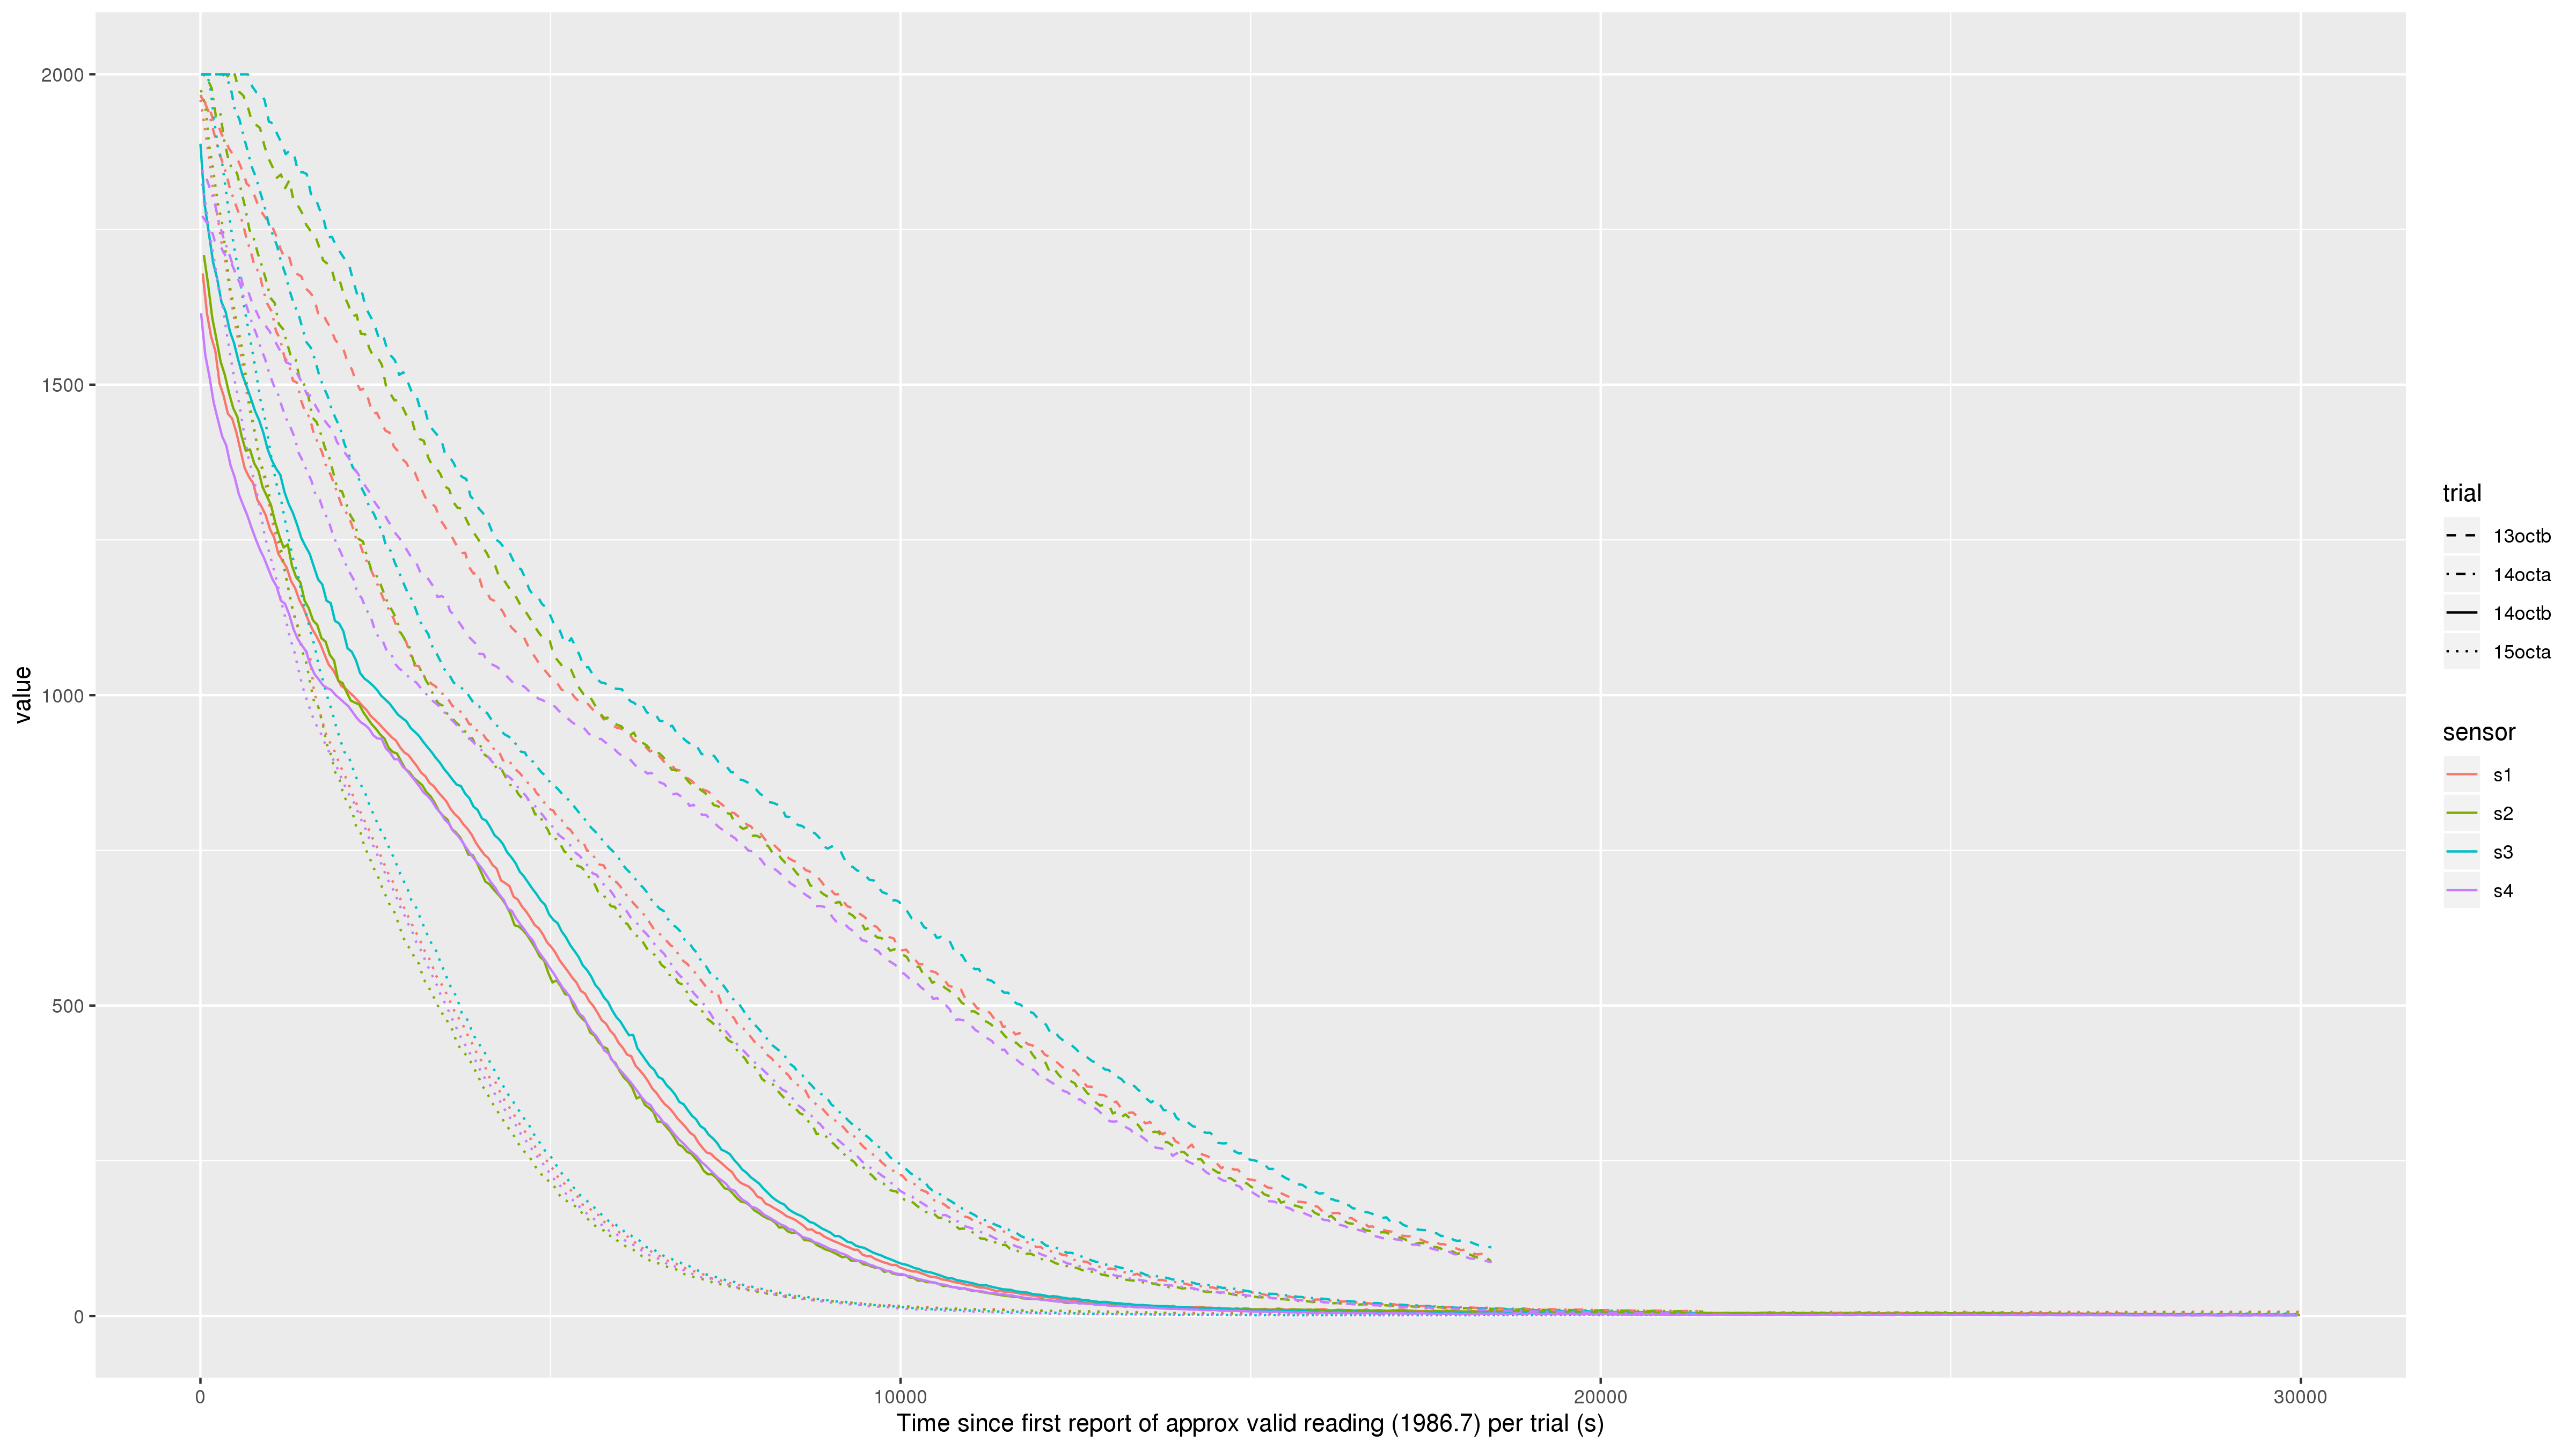 2000
1500
1000
500
0
value
0
10000
20000
30000
Time since first report of approx valid reading (1986.7) per trial (s)
trial
13octb
14octa
14octb
15octa
sensor
s1
s2
s3
s4